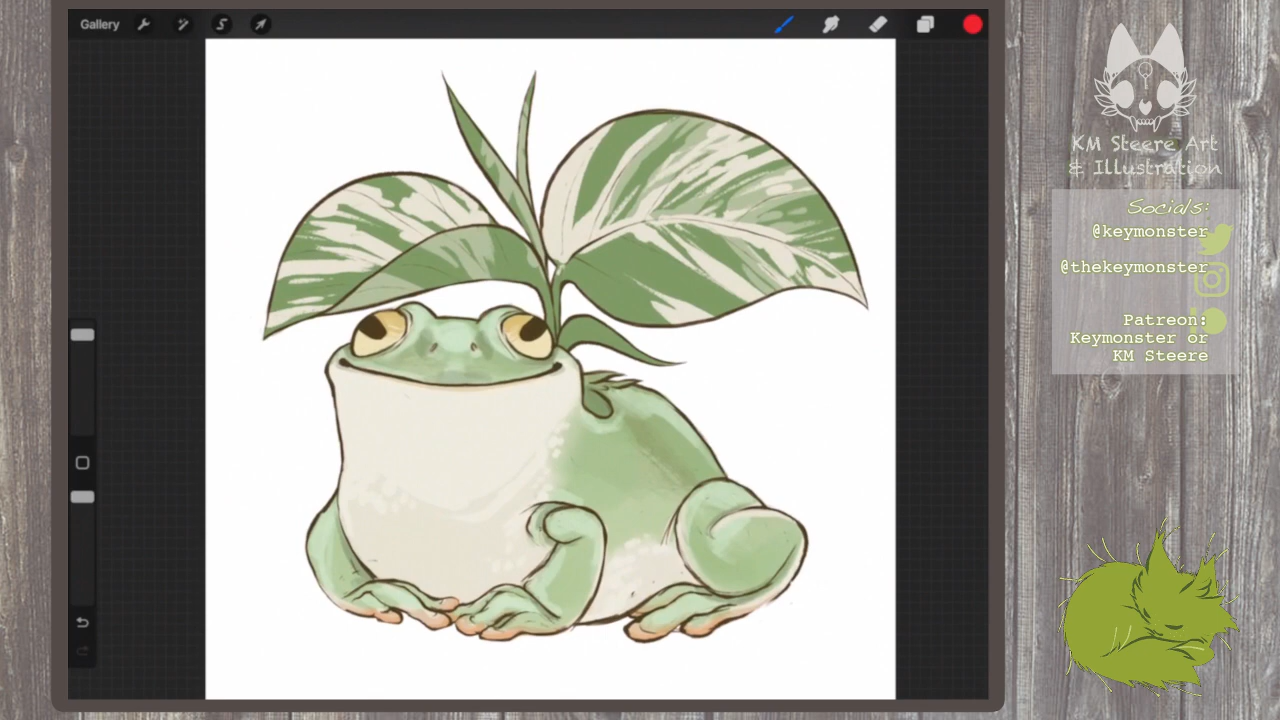 Gallery
KM Steere Art
& Illustration
Socials:
@keymonster
@thekeymonster
Patreon:
Keymonster or
KM Steere